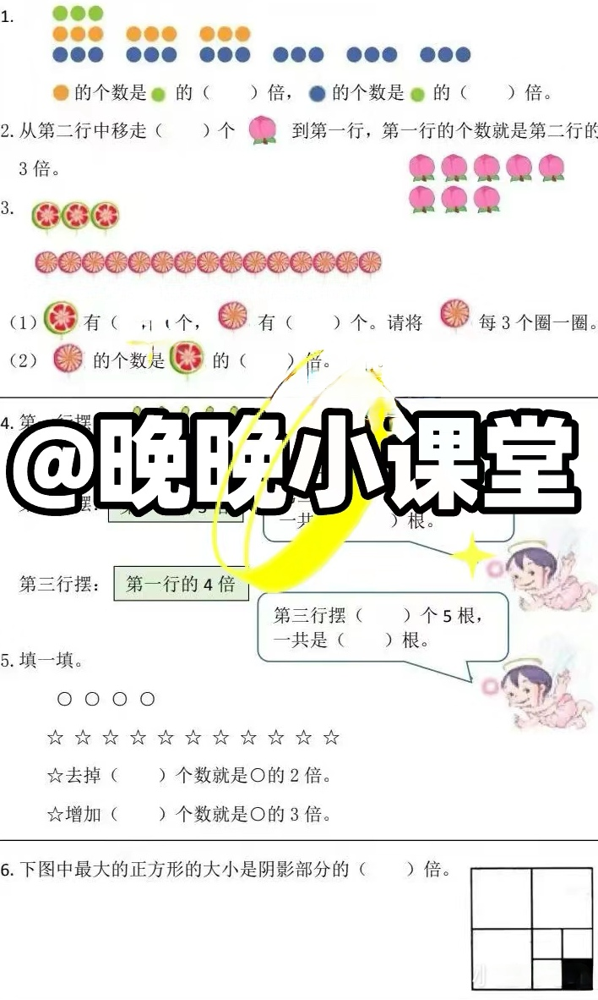 1.
的个数是 的（ ）倍， 的个数是 的（ ）倍。
2.从第二行中移走（ ）个 到第一行，第一行的个数就是第二行的
3倍。
3.
（1） 有（ 个， 有（ ）个。请将 每3个圈一圈。
（2） 的个数是 的（ ）倍。
4.第 行摆
@晚晚小课堂
摆：
一共 ）根。
第三行摆： 第一行的4倍
第三行摆（ ）个5根，
一共是（ ）根。
5.填一填。
○ ○ ○ ○
☆ ☆ ☆ ☆ ☆ ☆ ☆ ☆ ☆ ☆ ☆
☆去掉（ ）个数就是○的2倍。
☆增加（ ）个数就是○的3倍。
6.下图中最大的正方形的大小是阴影部分的（ ）倍。